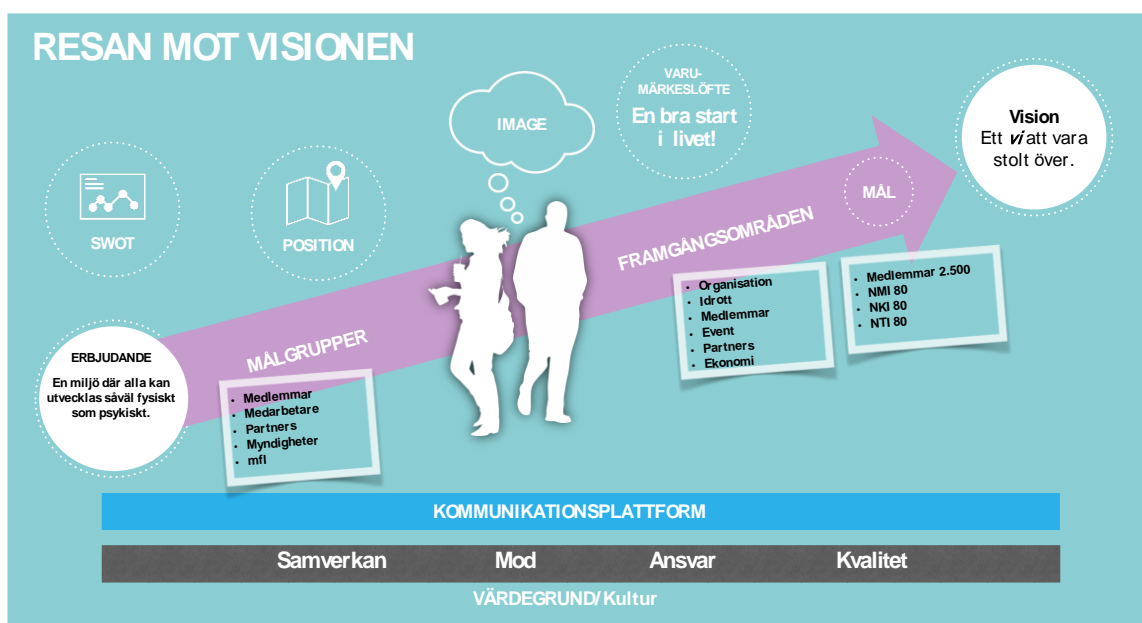 RESAN MOT VISIONEN
SWOT
POSITION
IMAGE
VARU-
MÄRKESLÖFTE
En bra start
i livet!
Vision
Ett vi att vara
stolt över.
MÅL
FRAMGÅNGSOMRÅDEN
MÅLGRUPPER
ERBJUDANDE
En miljö där alla kan
utvecklas såväl fysiskt
som psykiskt.
• Medlemmar
• Medarbetare
• Partners
• Myndigheter
• mfl
• Organisation
• Idrott
• Medlemmar
• Event
• Partners
• Ekonomi
• Medlemmar 2.500
• NMI 80
• NKI 80
• NTI 80
KOMMUNIKATIONSPLATTFORM
Samverkan Mod Ansvar Kvalitet
VÄRDEGRUND/Kultur